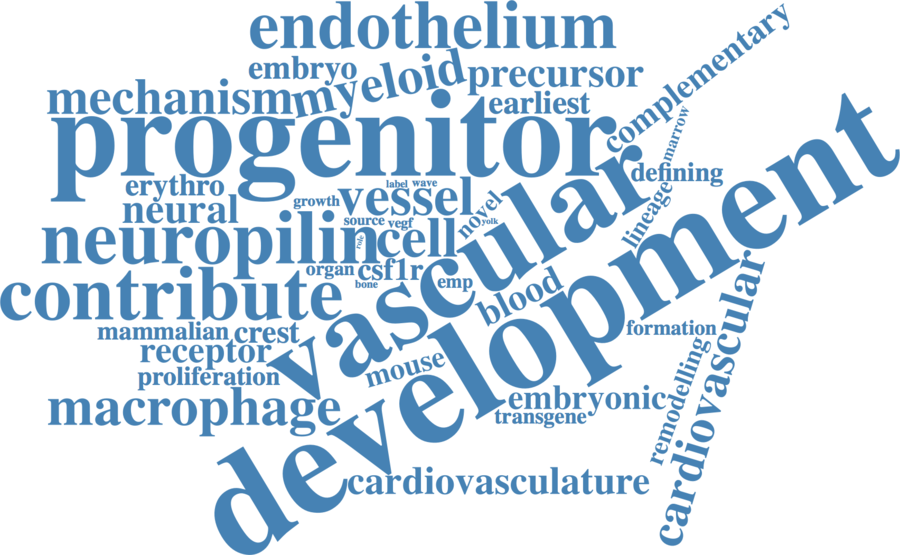 endothelium
complementary
embryo
myeloid
precursor
mechanism
earliest
progenitor
marrow
defining
erythro
label
wave
growth
vessel
novel
lineage
neural
source
vegf
yolk
neuropilin
role
cell
vascular
development
organ
csf1r
emp
bone
contribute
blood
cardiovascular
mammalian
crest
formation
receptor
mouse
remodelling
proliferation
macrophage
embryonic
transgene
cardiovasculature